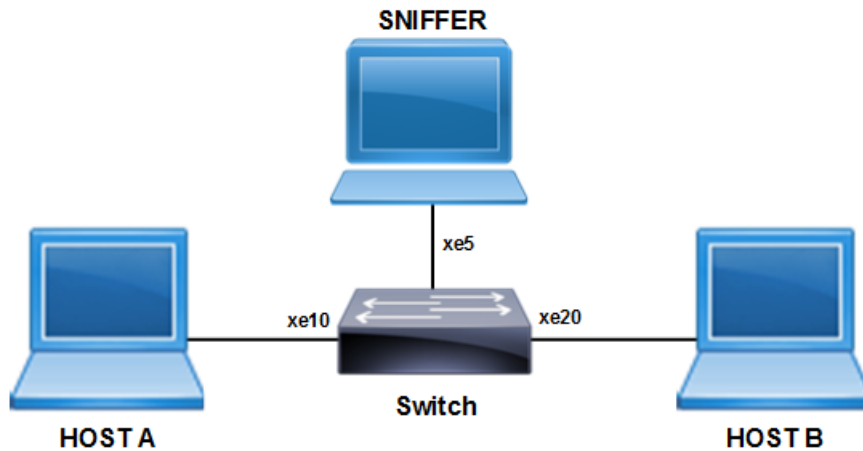 SNIFFER
xe5
xe10
xe20
Switch
HOST A
HOST B